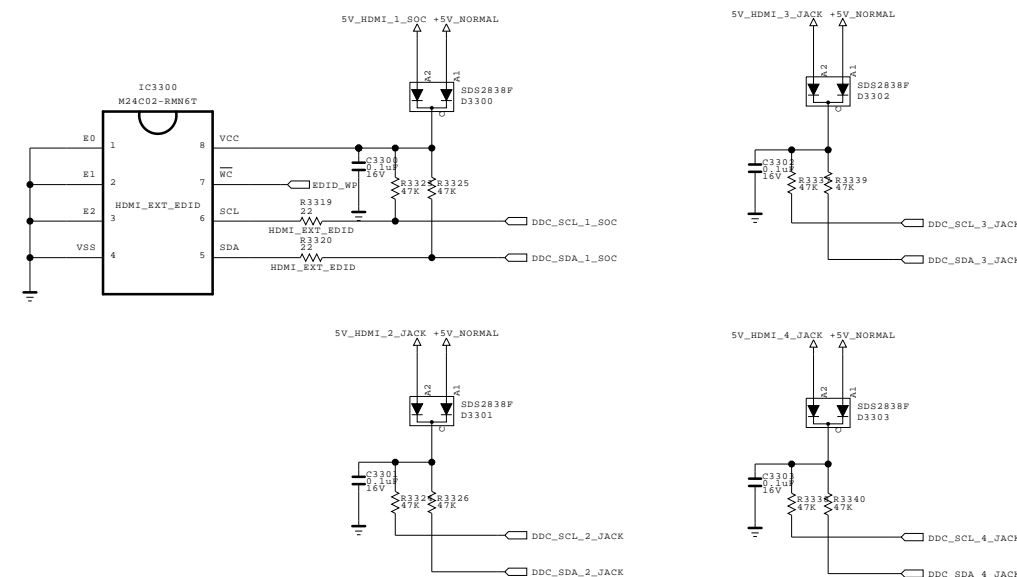 5V_HDMI_1_SOC +5V_NORMAL
A2
A1
SDS2838F
D3300
C
IC3300
M24C02-RMN6T
E0
1
8
VCC
E1
2
7
WC
EDID_WP
HDMI_EXT_EDID
E2
3
6
SCL
VSS
4
5
SDA
C3300
0.1uF
16V
47K
R3325
47K
R3319
22
HDMI_EXT_EDID
R3320
22
HDMI_EXT_EDID
DDC_SCL_1_SOC
DDC_SDA_1_SOC
5V_HDMI_3_JACK +5V_NORMAL
A2
A1
SDS2838F
D3302
C
C3302
0.1uF
16V
47K
R3339
47K
DDC_SCL_3_JACK
DDC_SDA_3_JACK
5V_HDMI_2_JACK +5V_NORMAL
A2
A1
SDS2838F
D3301
C
C3301
0.1uF
16V
47K
R3326
47K
DDC_SCL_2_JACK
DDC_SDA_2_JACK
5V_HDMI_4_JACK +5V_NORMAL
A2
A1
SDS2838F
D3303
C
C3303
0.1uF
16V
47K
R3340
47K
DDC_SCL_4_JACK
DDC_SDA_4_JACK